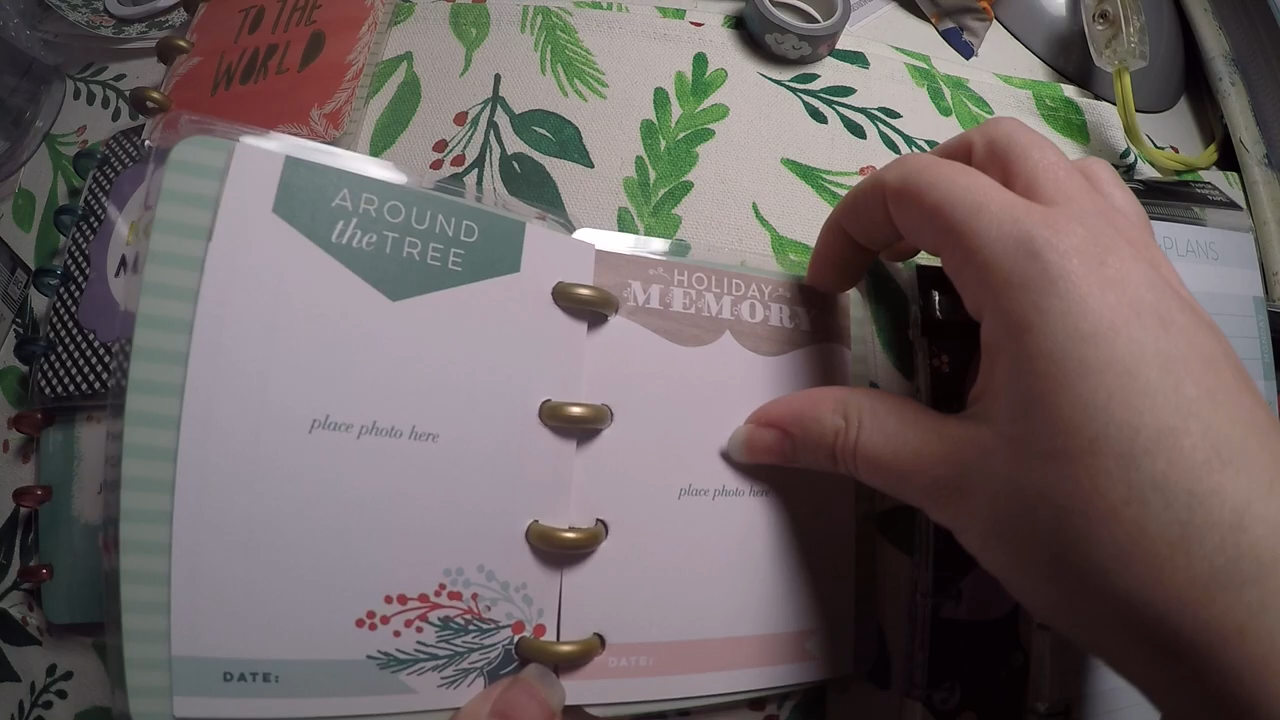 TO THE
WORLD
AROUND
the TREE
place photo here
DATE:
HOLIDAY
MEMORY
place photo here
DATE:
PLANS